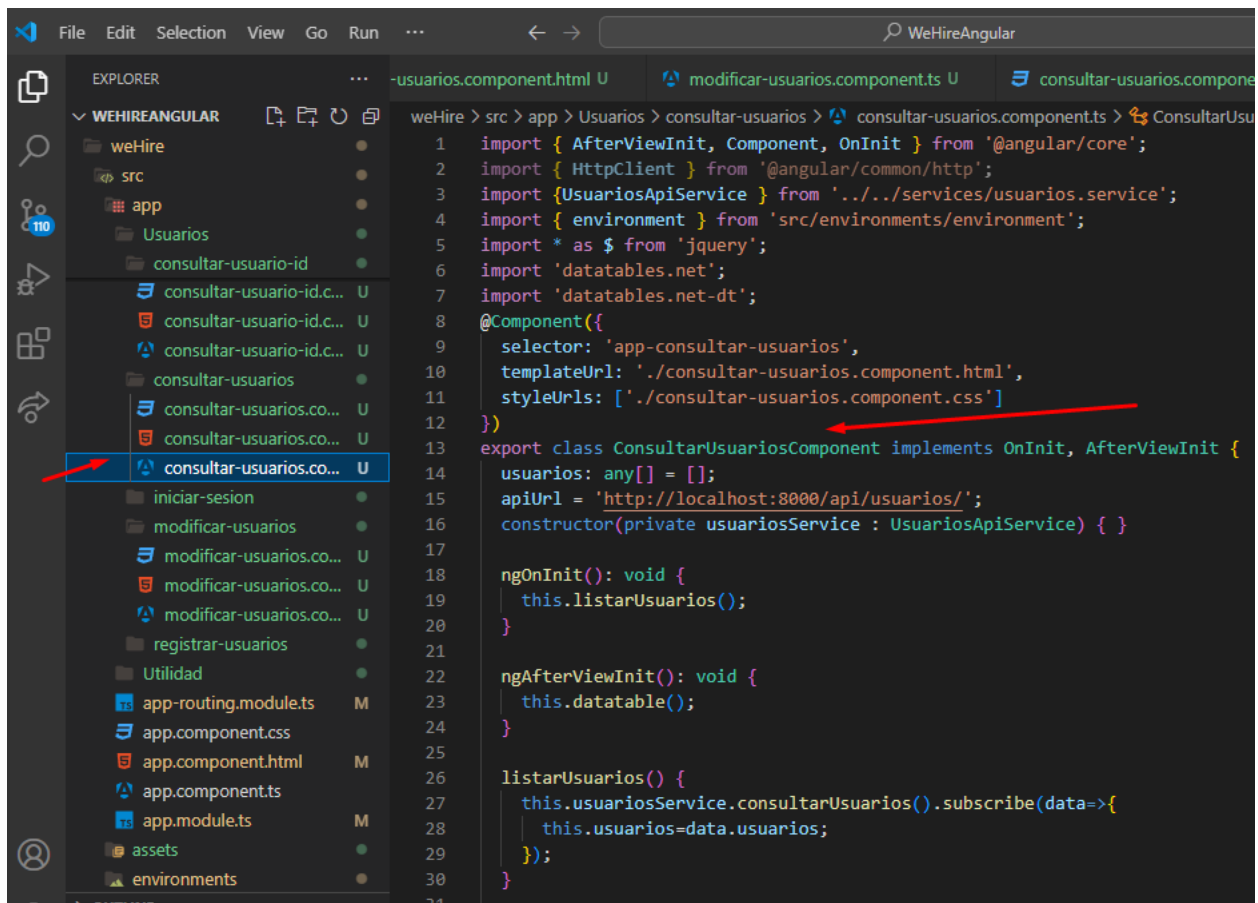 File Edit Selection View Go Run ··· ← → WeHireAngular
EXPLORER ···
WEHIREANGULAR
weHire
src
app
Usuarios
consultar-usuario-id
consultar-usuario-id.c... U
consultar-usuario-id.c... U
consultar-usuario-id.c... U
consultar-usuarios
consultar-usuarios.co... U
consultar-usuarios.co... U
consultar-usuarios.co... U
iniciar-sesion
modificar-usuarios
modificar-usuarios.co... U
modificar-usuarios.co... U
modificar-usuarios.co... U
registrar-usuarios
Utilidad
app-routing.module.ts M
app.component.css
app.component.html M
app.component.ts
app.module.ts M
assets
environments
110
-usuarios.component.html U modificar-usuarios.component.ts U consultar-usuarios.compone
weHire > src > app > Usuarios > consultar-usuarios > consultar-usuarios.component.ts > ConsultarUsu
1 import { AfterViewInit, Component, OnInit } from '@angular/core';
2 import { HttpClient } from '@angular/common/http';
3 import {UsuariosApiService } from '../../services/usuarios.service';
4 import { environment } from 'src/environments/environment';
5 import * as $ from 'jquery';
6 import 'datatables.net';
7 import 'datatables.net-dt';
8 @Component({
9 selector: 'app-consultar-usuarios',
10 templateUrl: './consultar-usuarios.component.html',
11 styleUrls: ['./consultar-usuarios.component.css']
12 })
13 export class ConsultarUsuariosComponent implements OnInit, AfterViewInit {
14 usuarios: any[] = [];
15 apiUrl = 'http://localhost:8000/api/usuarios/';
16 constructor(private usuariosService : UsuariosApiService) { }
17
18 ngOnInit(): void {
19 this.listarUsuarios();
20 }
21
22 ngAfterViewInit(): void {
23 this.datatable();
24 }
25
26 listarUsuarios() {
27 this.usuariosService.consultarUsuarios().subscribe(data=>{
28 this.usuarios=data.usuarios;
29 });
30 }